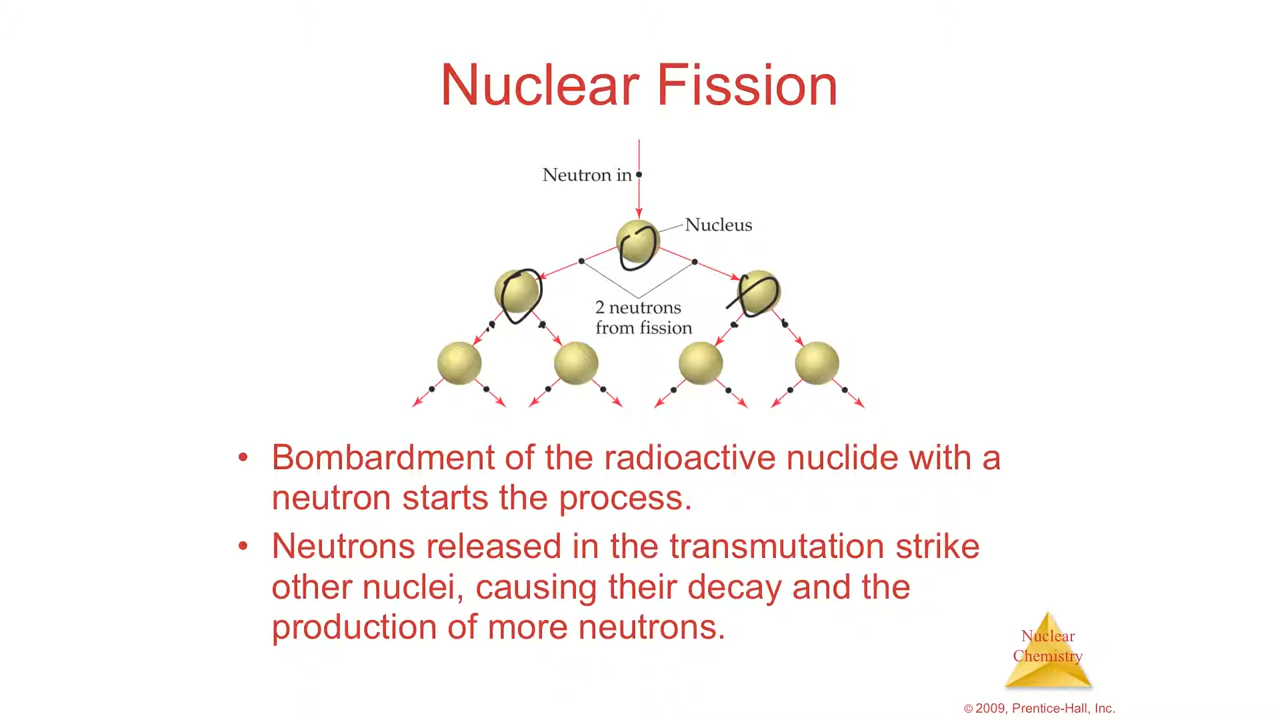 Nuclear Fission
Neutron in
Nucleus
2 neutrons
from fission
• Bombardment of the radioactive nuclide with a
neutron starts the process.
• Neutrons released in the transmutation strike
other nuclei, causing their decay and the
production of more neutrons.
Nuclear
Chemistry
© 2009, Prentice-Hall, Inc.